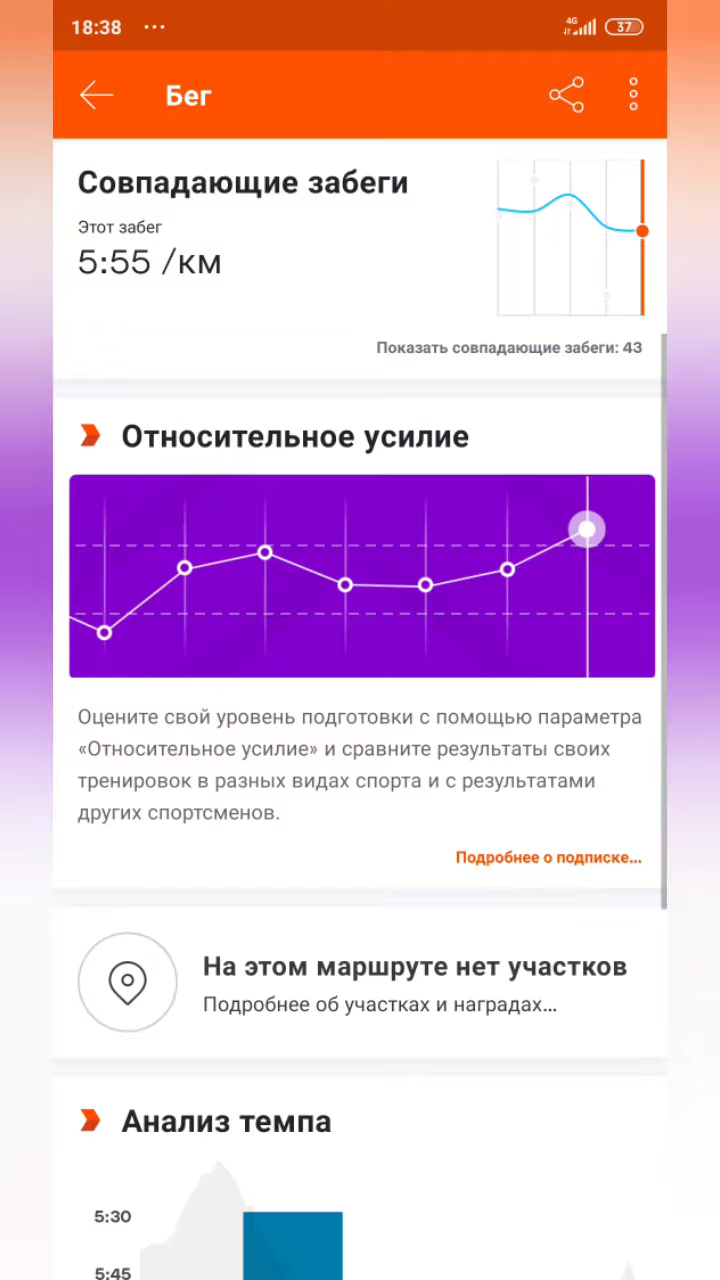 18:38 ... 4G 37
Бег
Совпадающие забеги
Этот забег
5:55 /км
Показать совпадающие забеги: 43
Относительное усилие
Оцените свой уровень подготовки с помощью параметра
«Относительное усилие» и сравните результаты своих
тренировок в разных видах спорта и с результатами
других спортсменов.
Подробнее о подписке...
На этом маршруте нет участков
Подробнее об участках и наградах...
Анализ темпа
5:30
5:45